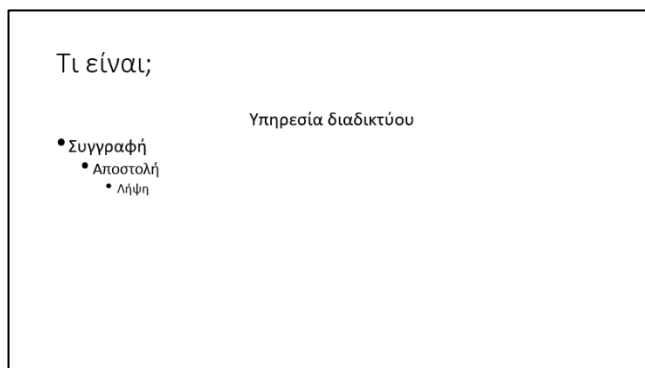 Τι είναι;
Υπηρεσία διαδικτύου
• Συγγραφή
• Αποστολή
• Λήψη